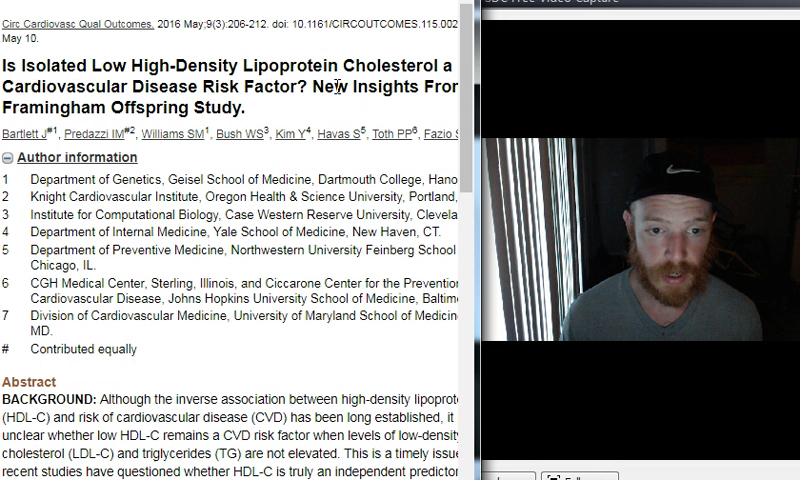 Circ Cardiovasc Qual Outcomes. 2016 May;9(3):206-212. doi: 10.1161/CIRCOUTCOMES.115.002
May 10.
Is Isolated Low High-Density Lipoprotein Cholesterol a
Cardiovascular Disease Risk Factor? New Insights From
Framingham Offspring Study.
Bartlett J#1, Predazzi IM#2, Williams SM1, Bush WS3, Kim Y4, Havas S5, Toth PP6, Fazio S
Author information
1 Department of Genetics, Geisel School of Medicine, Dartmouth College, Hano
2 Knight Cardiovascular Institute, Oregon Health & Science University, Portland,
3 Institute for Computational Biology, Case Western Reserve University, Clevela
4 Department of Internal Medicine, Yale School of Medicine, New Haven, CT.
5 Department of Preventive Medicine, Northwestern University Feinberg School
Chicago, IL.
6 CGH Medical Center, Sterling, Illinois, and Ciccarone Center for the Prevention
Cardiovascular Disease, Johns Hopkins University School of Medicine, Baltim
7 Division of Cardiovascular Medicine, University of Maryland School of Medicin
MD.
# Contributed equally
Abstract
BACKGROUND: Although the inverse association between high-density lipoprote
(HDL-C) and risk of cardiovascular disease (CVD) has been long established, it
unclear whether low HDL-C remains a CVD risk factor when levels of low-density
cholesterol (LDL-C) and triglycerides (TG) are not elevated. This is a timely issue
recent studies have questioned whether HDL-C is truly an independent predictor